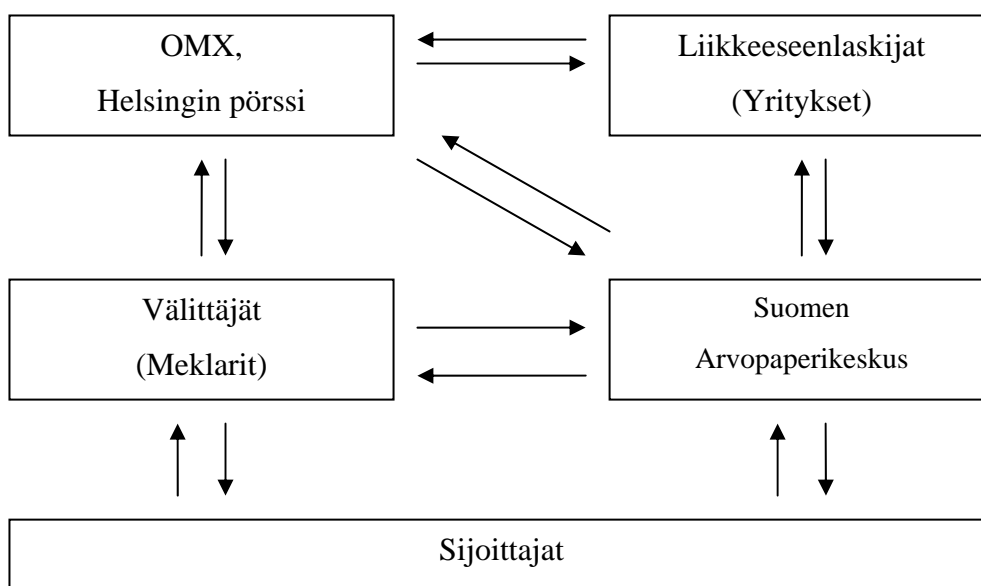 OMX,
Helsingin pörssi
Liikkeeseenlaskijat
(Yritykset)
Välittäjät
(Meklarit)
Suomen
Arvopaperikeskus
Sijoittajat